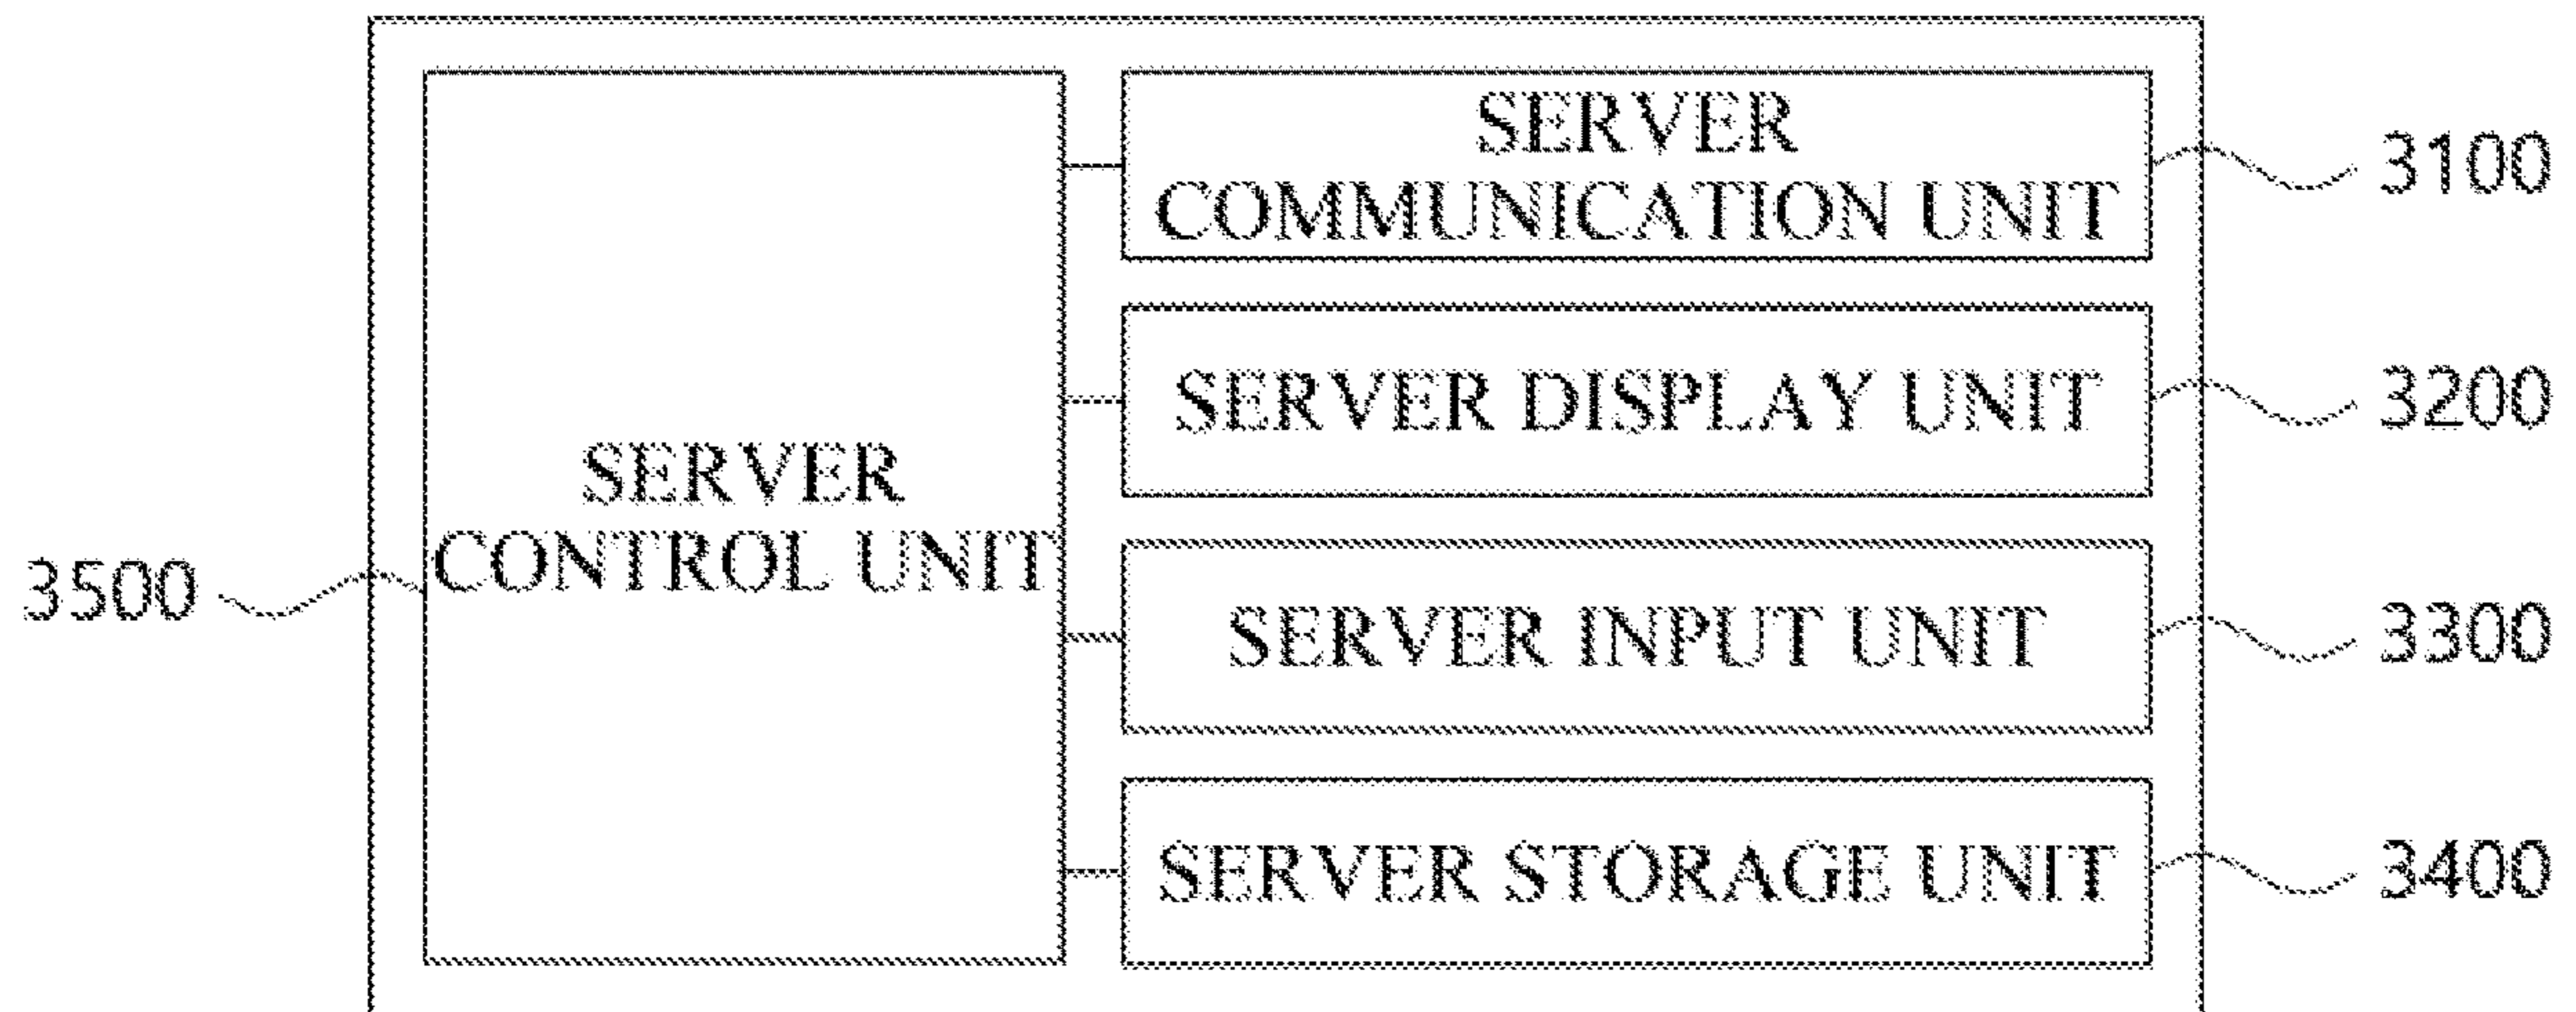 SERVER
COMMUNICATION UNIT
3100
SERVER DISPLAY UNIT
3200
SERVER
CONTROL UNIT
3500
SERVER INPUT UNIT
3300
SERVER STORAGE UNIT
3400